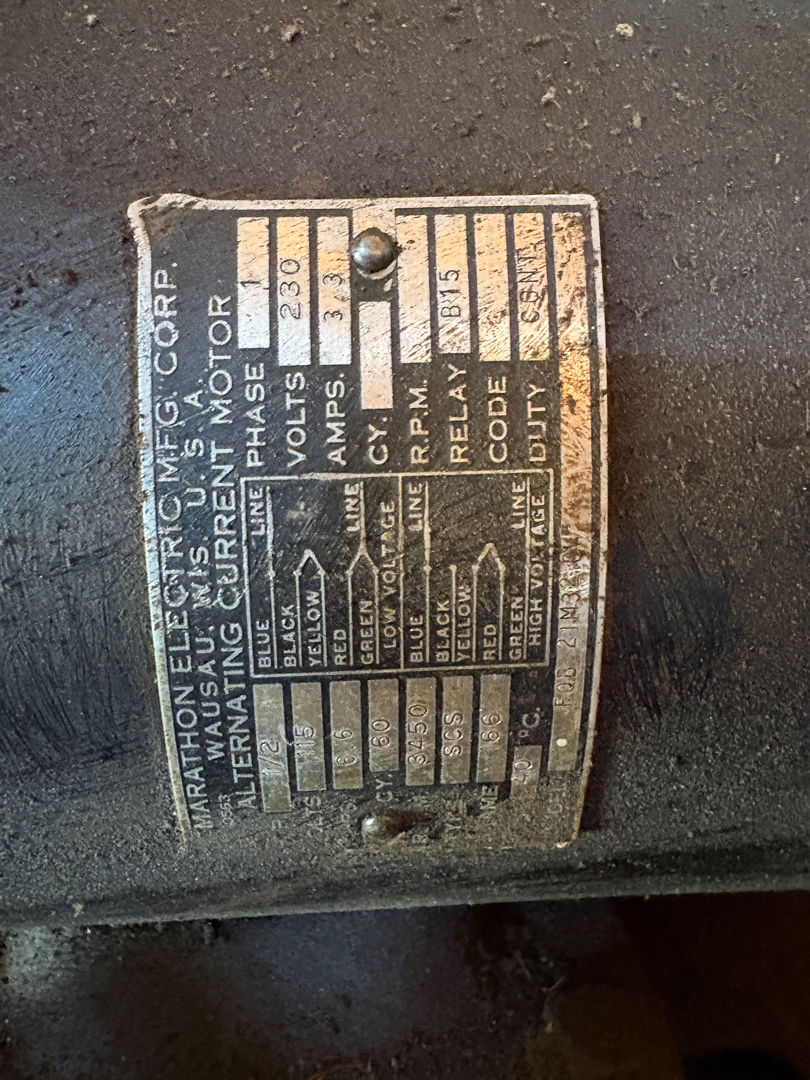 MARATHON ELECTRIC MFG. CORP.
WAUSAU, WIS. U. S. A.
ALTERNATING CURRENT MOTOR
1/2 PHASE 1
115 VOLTS 230
6.6 AMPS. 3.3
CY. 60 CY.
3450 R.P.M.
SCS RELAY B15
66 CODE
40 °C. DUTY CONT
BLUE LINE
BLACK
YELLOW
RED
GREEN LINE
LOW VOLTAGE
BLUE LINE
BLACK
YELLOW
RED
GREEN LINE
HIGH VOLTAGE